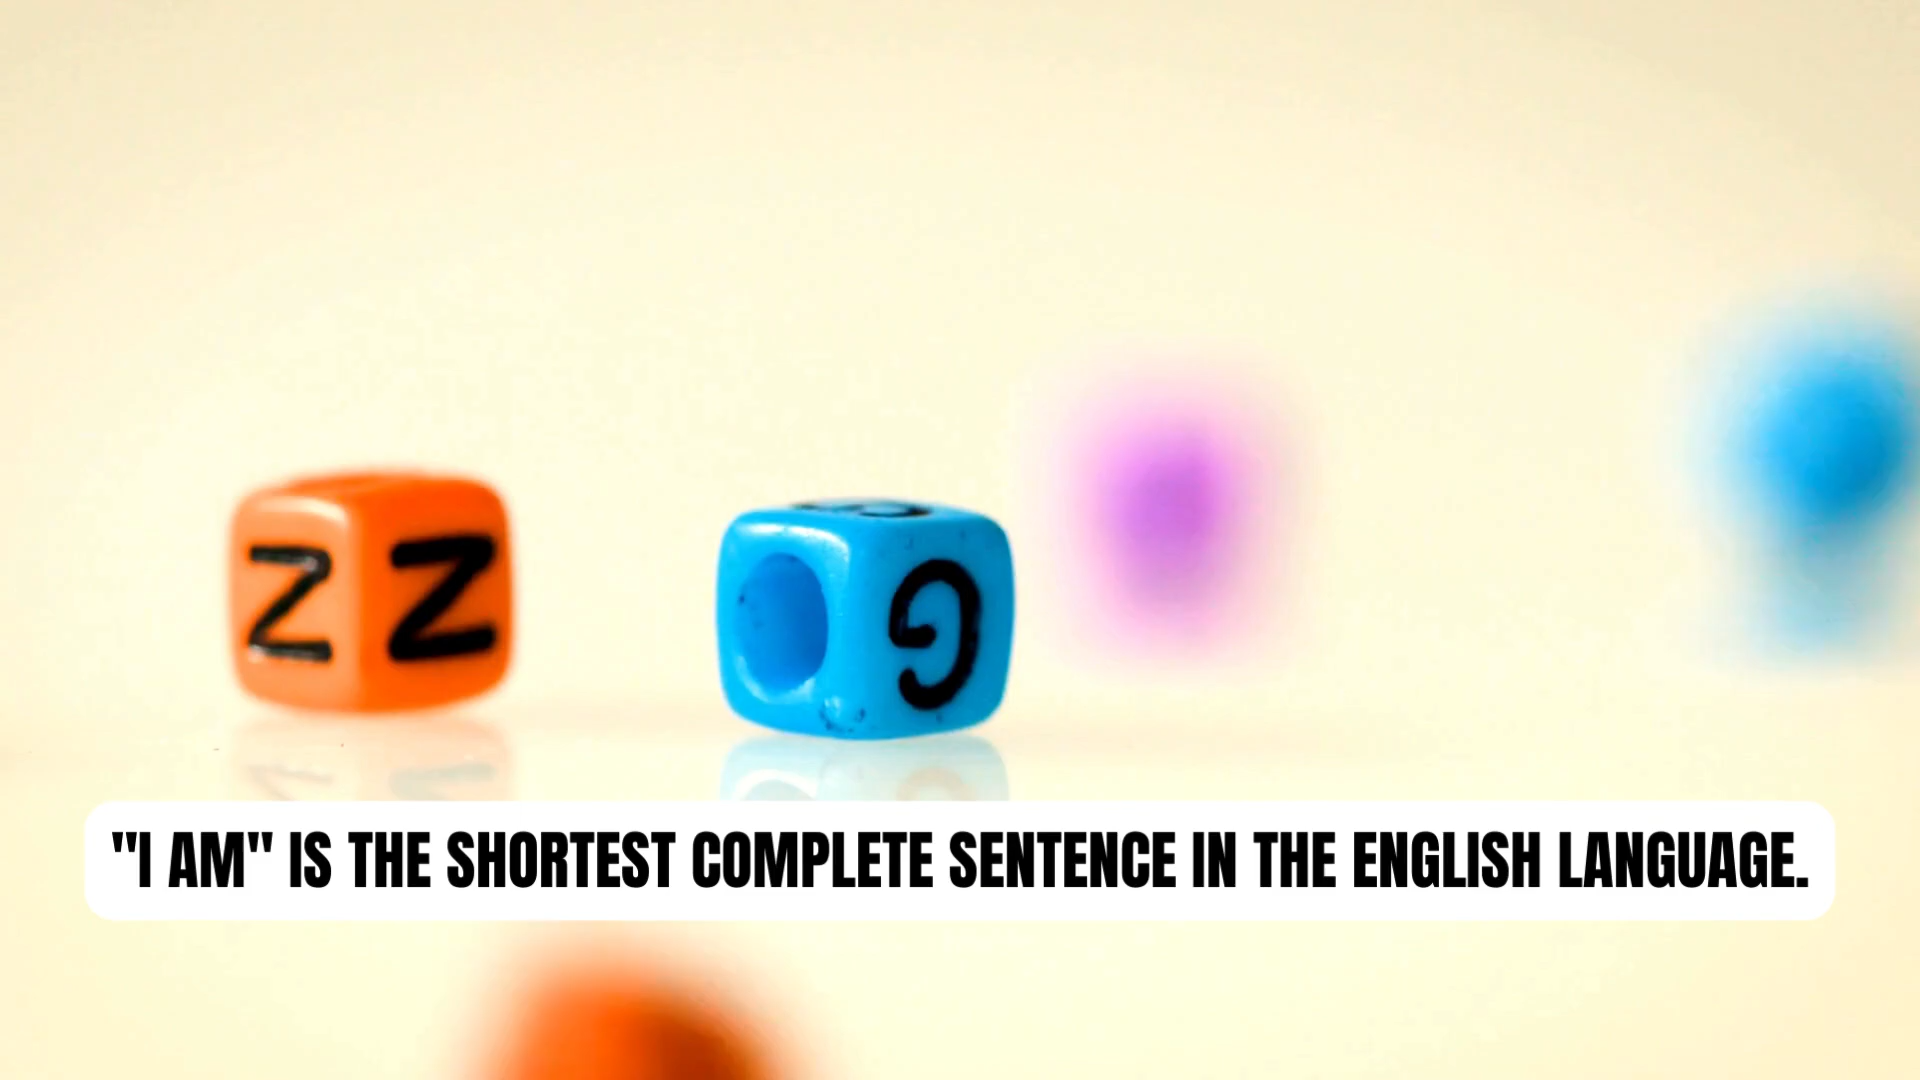 Z Z
G
"I AM" IS THE SHORTEST COMPLETE SENTENCE IN THE ENGLISH LANGUAGE.